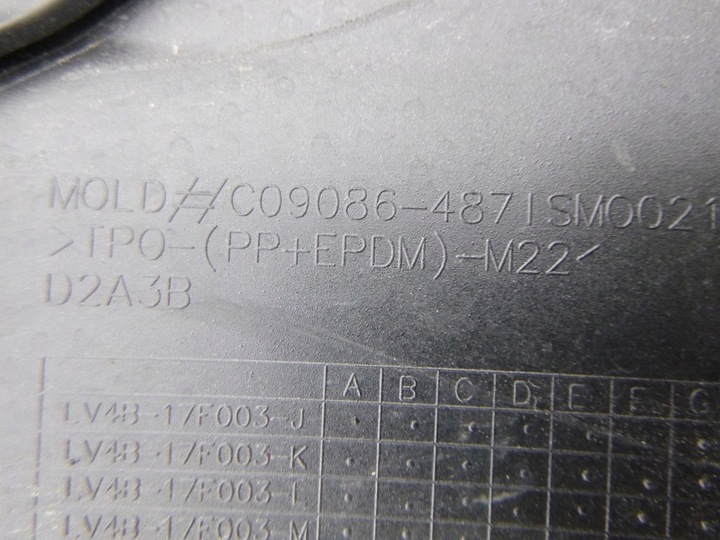 MOLD#C09086-4871SM0021
>TPO-(PP+EPDM)-M22<
D2A3B
A B C D E F G
LV4B-17F003-J
LV4B-17F003-K
LV4B-17F003-L
LV4B-17F003-M